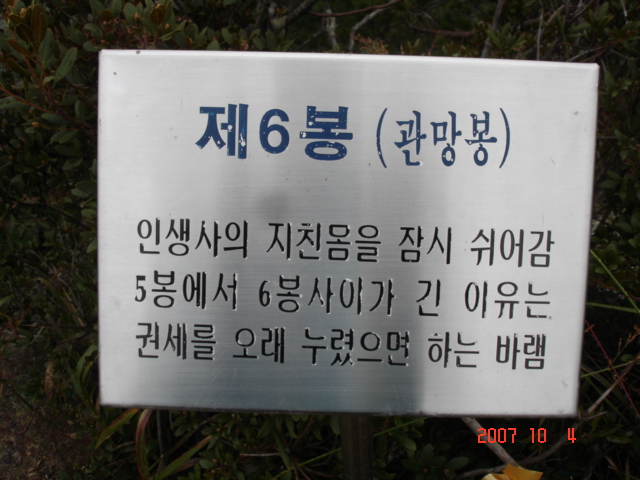 제6봉 (관망봉)
인생사의 지친몸을 잠시 쉬어감
5봉에서 6봉사이가 긴 이유는
권세를 오래 누렸으면 하는 바램
2007 10 4